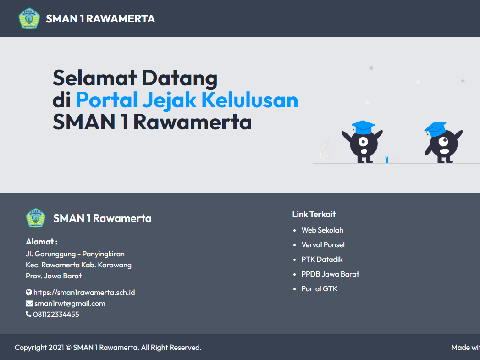 SMAN 1 RAWAMERTA
Selamat Datang
di Portal Jejak Kelulusan
SMAN 1 Rawamerta
SMAN 1 Rawamerta
Alamat :
Jl. Garunggung - Panyingkiran
Kec. Rawamerta Kab. Karawang
Prov. Jawa Barat
https://sman1rawamerta.sch.id
sman1rwt@gmail.com
081122334455
Link Terkait
Web Sekolah
Verval Ponsel
PTK Datadik
PPDB Jawa Barat
Portal GTK
Copyright 2021 © SMAN 1 Rawamerta. All Right Reserved.
Made wit